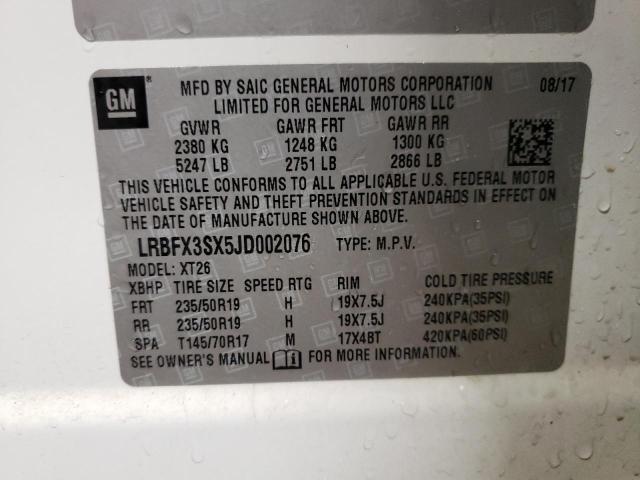 GM ®
MFD BY SAIC GENERAL MOTORS CORPORATION 08/17
LIMITED FOR GENERAL MOTORS LLC
GVWR GAWR FRT GAWR RR
2380 KG 1248 KG 1300 KG
5247 LB 2751 LB 2866 LB
THIS VEHICLE CONFORMS TO ALL APPLICABLE U.S. FEDERAL MOTOR
VEHICLE SAFETY AND THEFT PREVENTION STANDARDS IN EFFECT ON
THE DATE OF MANUFACTURE SHOWN ABOVE.
LRBFX3SX5JD002076 TYPE: M.P.V.
MODEL: XT26
XBHP TIRE SIZE SPEED RTG RIM COLD TIRE PRESSURE
FRT 235/50R19 H 19X7.5J 240KPA(35PSI)
RR 235/50R19 H 19X7.5J 240KPA(35PSI)
SPA T145/70R17 M 17X4BT 420KPA(60PSI)
SEE OWNER'S MANUAL FOR MORE INFORMATION.